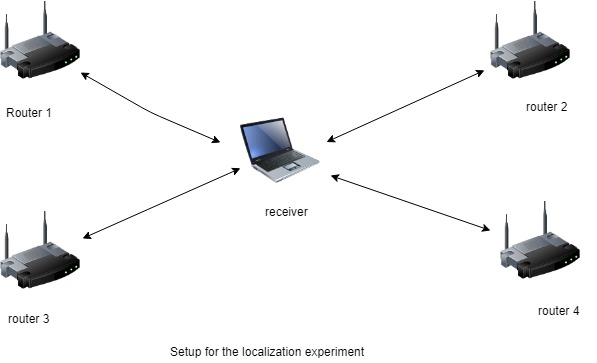 Router 1
router 2
receiver
router 3
router 4
Setup for the localization experiment